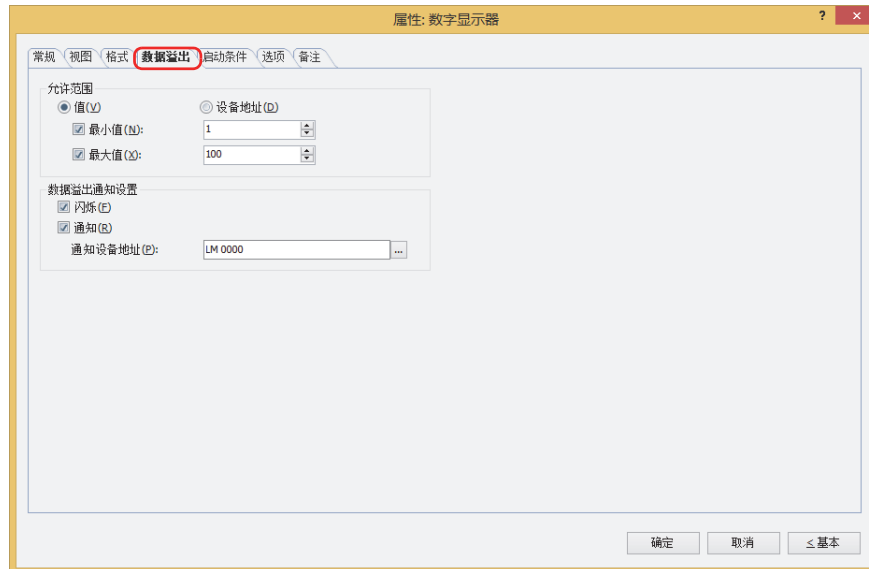 属性: 数字显示器
? ×
常规 视图 格式 数据溢出 启动条件 选项 备注
允许范围
值(V) 设备地址(D)
最小值(N): 1
最大值(X): 100
数据溢出通知设置
闪烁(F)
通知(R)
通知设备地址(P): LM 0000 ...
确定 取消 ≤基本